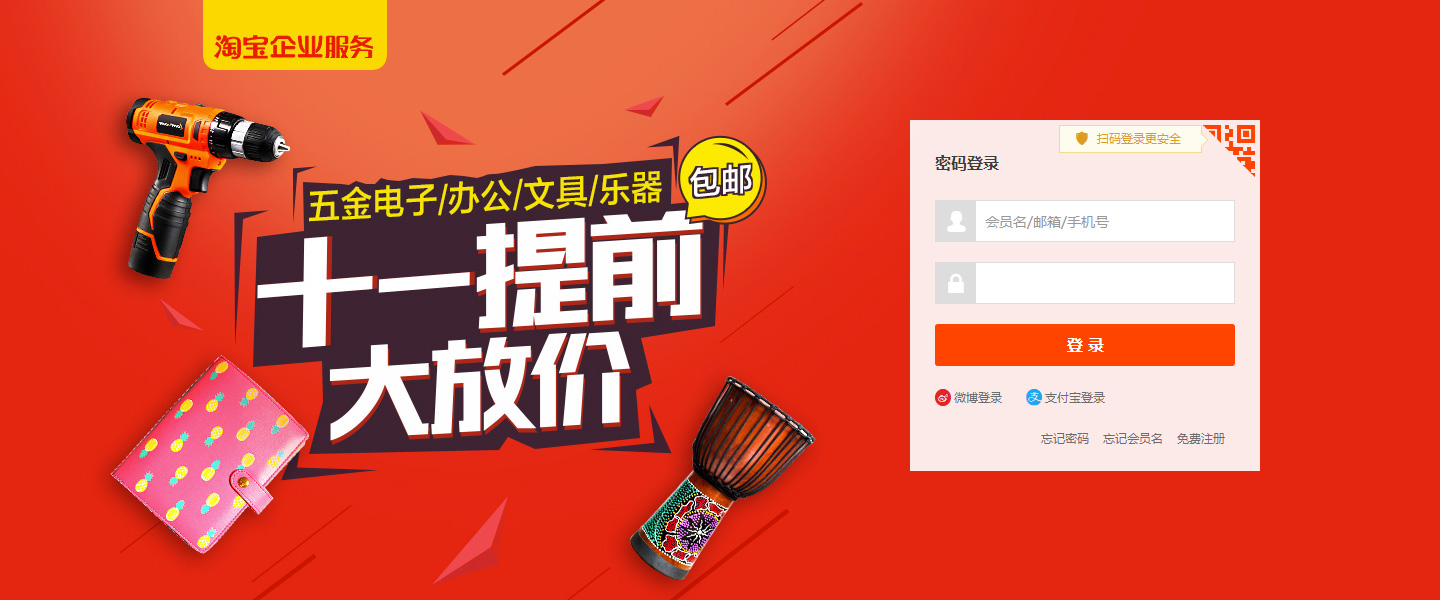 淘宝企业服务
五金电子/办公/文具/乐器
包邮
十一提前
大放价
扫码登录更安全
密码登录
会员名/邮箱/手机号
登 录
微博登录
支付宝登录
忘记密码 忘记会员名 免费注册